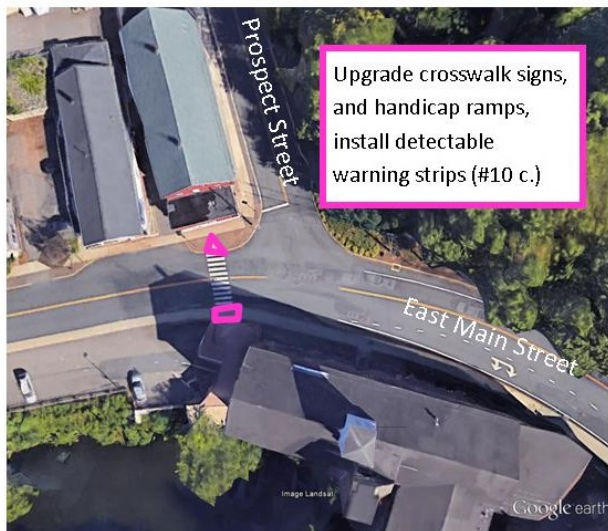 Prospect Street
Upgrade crosswalk signs,
and handicap ramps,
install detectable
warning strips (#10 c.)
East Main Street
Image Landsat
Google earth